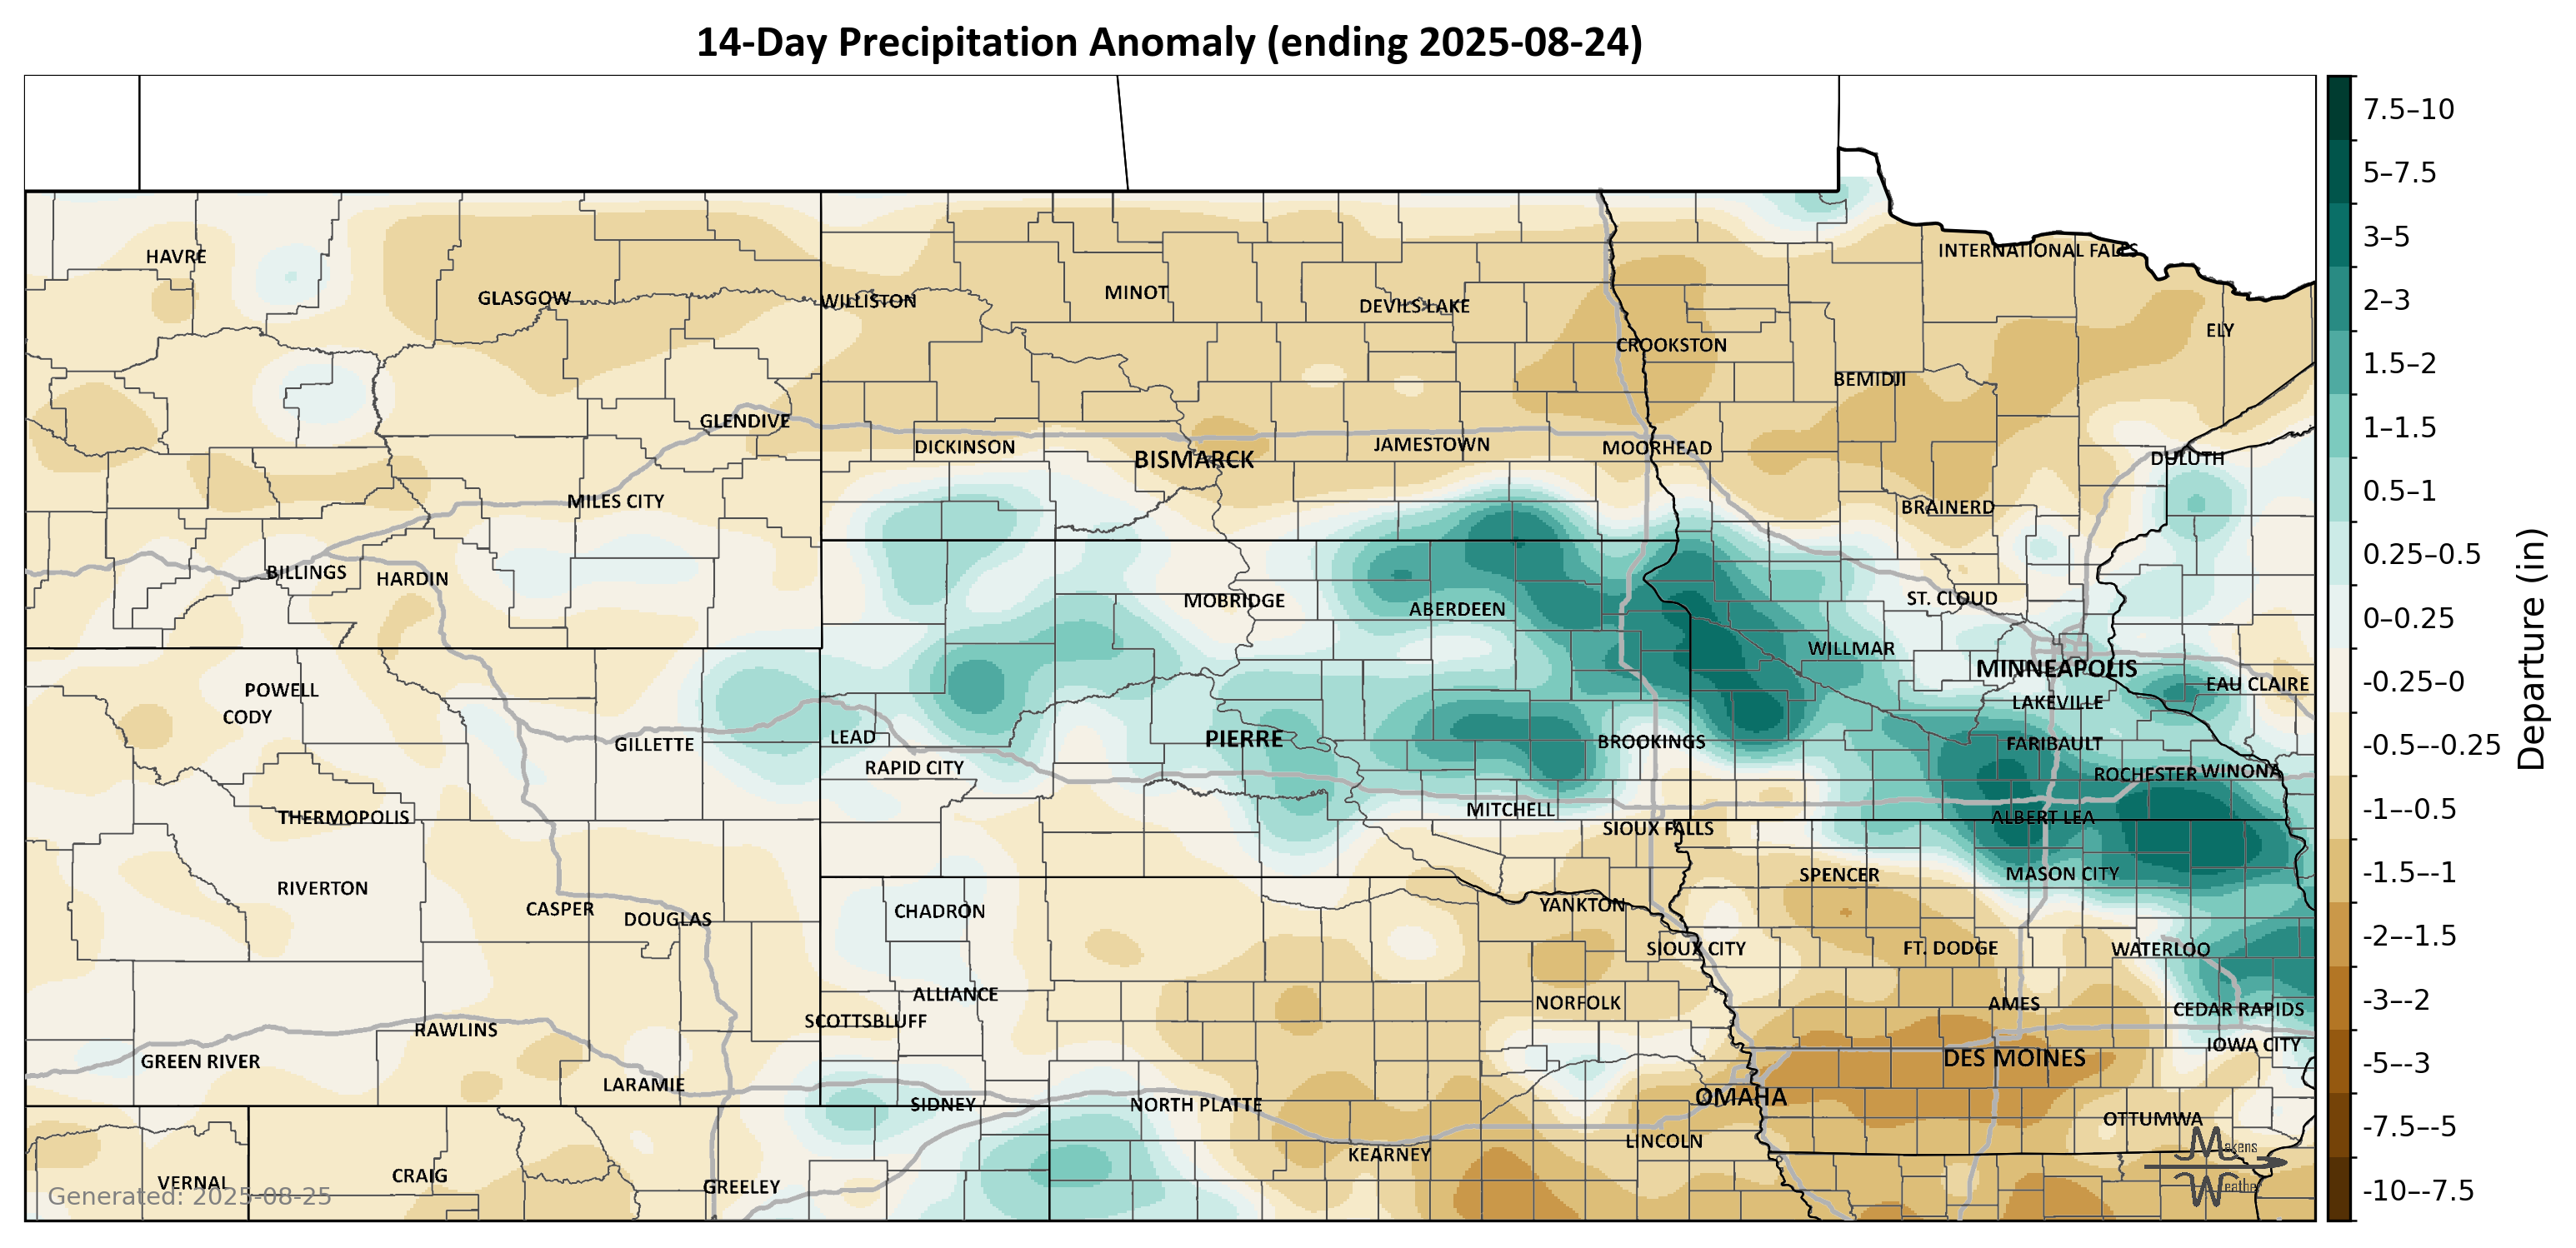 14-Day Precipitation Anomaly (ending 2025-08-24)
HAVRE
GLASGOW
WILLISTON
MINOT
DEVILS LAKE
CROOKSTON
INTERNATIONAL FALLS
ELY
BEMIDJI
GLENDIVE
DICKINSON
BISMARCK
JAMESTOWN
MOORHEAD
DULUTH
MILES CITY
BRAINERD
BILLINGS
HARDIN
MOBRIDGE
ABERDEEN
ST. CLOUD
WILLMAR
MINNEAPOLIS
POWELL
CODY
EAU CLAIRE
LAKEVILLE
GILLETTE
LEAD
PIERRE
BROOKINGS
FARIBAULT
RAPID CITY
ROCHESTER
WINONA
THERMOPOLIS
MITCHELL
ALBERT LEA
SIOUX FALLS
RIVERTON
SPENCER
MASON CITY
CASPER
DOUGLAS
CHADRON
YANKTON
SIOUX CITY
FT. DODGE
WATERLOO
ALLIANCE
NORFOLK
AMES
CEDAR RAPIDS
SCOTTSBLUFF
RAWLINS
GREEN RIVER
DES MOINES
IOWA CITY
LARAMIE
SIDNEY
NORTH PLATTE
OMAHA
OTTUMWA
LINCOLN
KEARNEY
VERNAL
CRAIG
GREELEY
Generated: 2025-08-25
Makens
Weather
7.5–10
5–7.5
3–5
2–3
1.5–2
1–1.5
0.5–1
0.25–0.5
0–0.25
-0.25–0
-0.5–-0.25
-1–-0.5
-1.5–-1
-2–-1.5
-3–-2
-5–-3
-7.5–-5
-10–-7.5
Departure (in)